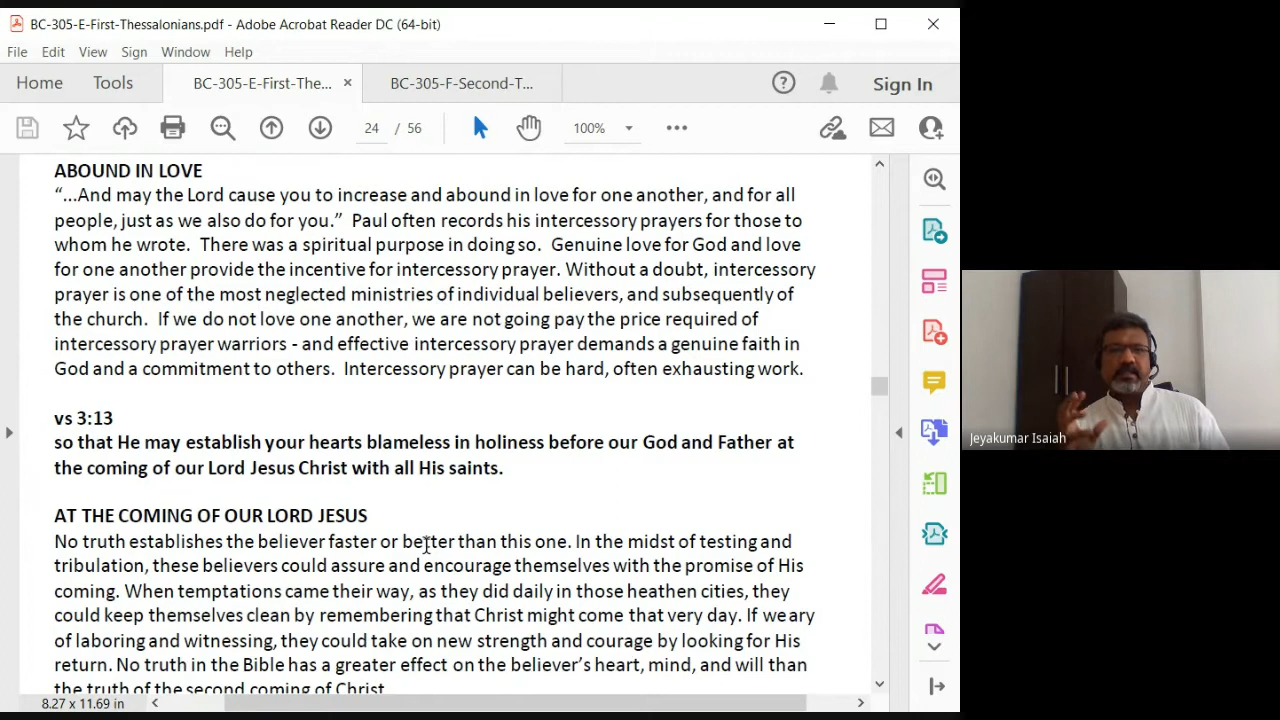 BC-305-E-First-Thessalonians.pdf - Adobe Acrobat Reader DC (64-bit)
File Edit View Sign Window Help
Home Tools BC-305-E-First-The... × BC-305-F-Second-T... Sign In
24 / 56 100%
ABOUND IN LOVE
“...And may the Lord cause you to increase and abound in love for one another, and for all
people, just as we also do for you.” Paul often records his intercessory prayers for those to
whom he wrote. There was a spiritual purpose in doing so. Genuine love for God and love
for one another provide the incentive for intercessory prayer. Without a doubt, intercessory
prayer is one of the most neglected ministries of individual believers, and subsequently of
the church. If we do not love one another, we are not going pay the price required of
intercessory prayer warriors - and effective intercessory prayer demands a genuine faith in
God and a commitment to others. Intercessory prayer can be hard, often exhausting work.
vs 3:13
so that He may establish your hearts blameless in holiness before our God and Father at
the coming of our Lord Jesus Christ with all His saints.
AT THE COMING OF OUR LORD JESUS
No truth establishes the believer faster or better than this one. In the midst of testing and
tribulation, these believers could assure and encourage themselves with the promise of His
coming. When temptations came their way, as they did daily in those heathen cities, they
could keep themselves clean by remembering that Christ might come that very day. If we ary
of laboring and witnessing, they could take on new strength and courage by looking for His
return. No truth in the Bible has a greater effect on the believer’s heart, mind, and will than
the truth of the second coming of Christ.
8.27 x 11.69 in
Jeyakumar Isaiah